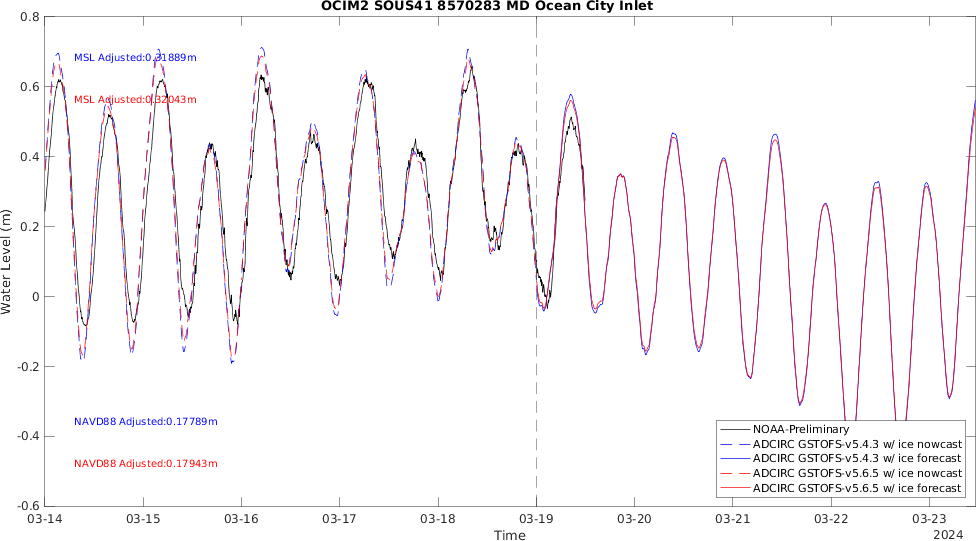 OCIM2 SOUS41 8570283 MD Ocean City Inlet
0.8
0.6
0.4
0.2
0
-0.2
-0.4
-0.6
Water Level (m)
MSL Adjusted:0.31889m
MSL Adjusted:0.32043m
NAVD88 Adjusted:0.17789m
NAVD88 Adjusted:0.17943m
NOAA-Preliminary
ADCIRC GSTOFS-v5.4.3 w/ ice nowcast
ADCIRC GSTOFS-v5.4.3 w/ ice forecast
ADCIRC GSTOFS-v5.6.5 w/ ice nowcast
ADCIRC GSTOFS-v5.6.5 w/ ice forecast
03-14 03-15 03-16 03-17 03-18 03-19 03-20 03-21 03-22 03-23
Time
2024